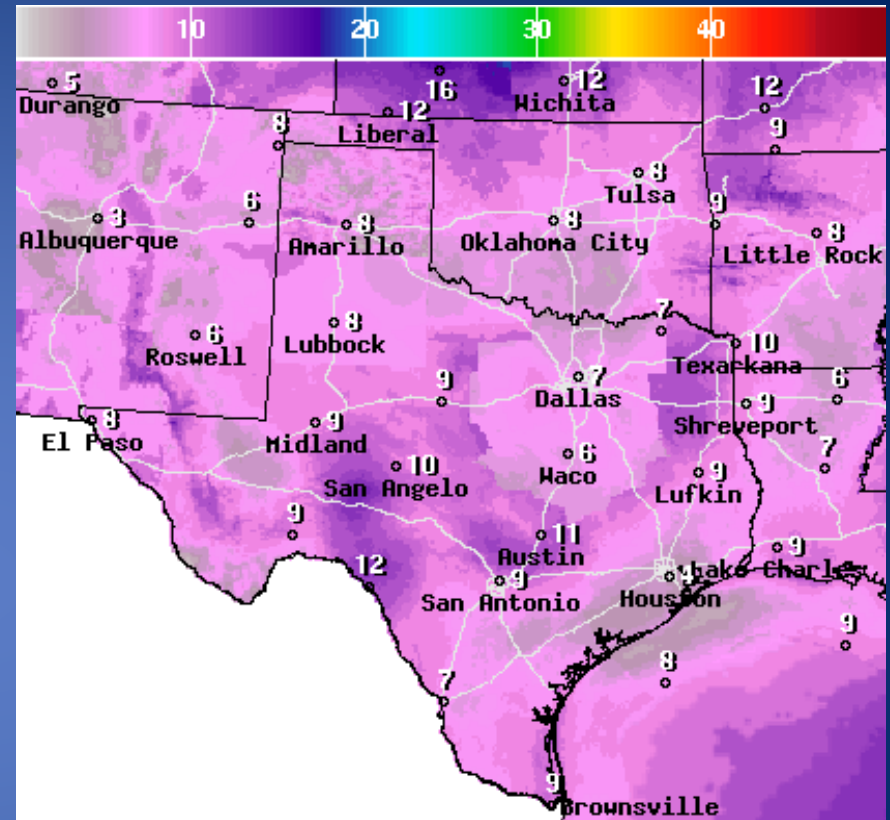 10 20 30 40
5
Durango
16
12
Wichita
12
Liberal
12
9
8
8
Tulsa
3
Albuquerque
6
8
Amarillo
8
Oklahoma City
9
8
Little Rock
6
Roswell
8
Lubbock
7
10
Texarkana
7
Dallas
9
9
Shreveport
6
8
El Paso
9
Midland
10
San Angelo
6
Waco
9
Lufkin
7
9
11
Austin
9
Lake Charles
12
9
San Antonio
Houston
9
8
7
9
Brownsville